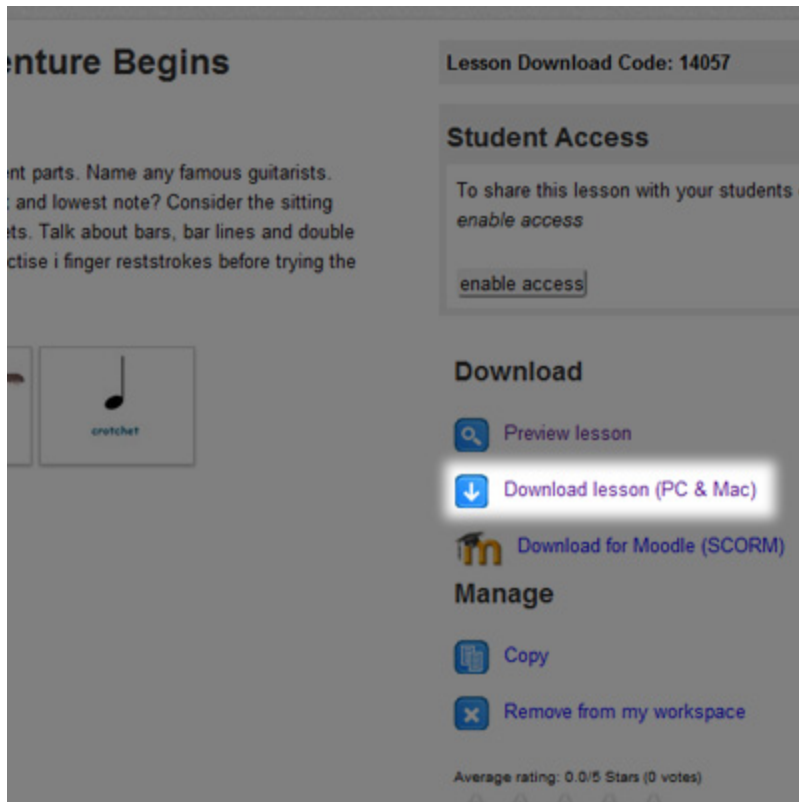 enture Begins
ent parts. Name any famous guitarists.
t and lowest note? Consider the sitting
ets. Talk about bars, bar lines and double
ctise i finger reststrokes before trying the
crotchet
Lesson Download Code: 14057
Student Access
To share this lesson with your students
enable access
enable access
Download
Preview lesson
Download lesson (PC & Mac)
Download for Moodle (SCORM)
Manage
Copy
Remove from my workspace
Average rating: 0.0/5 Stars (0 votes)